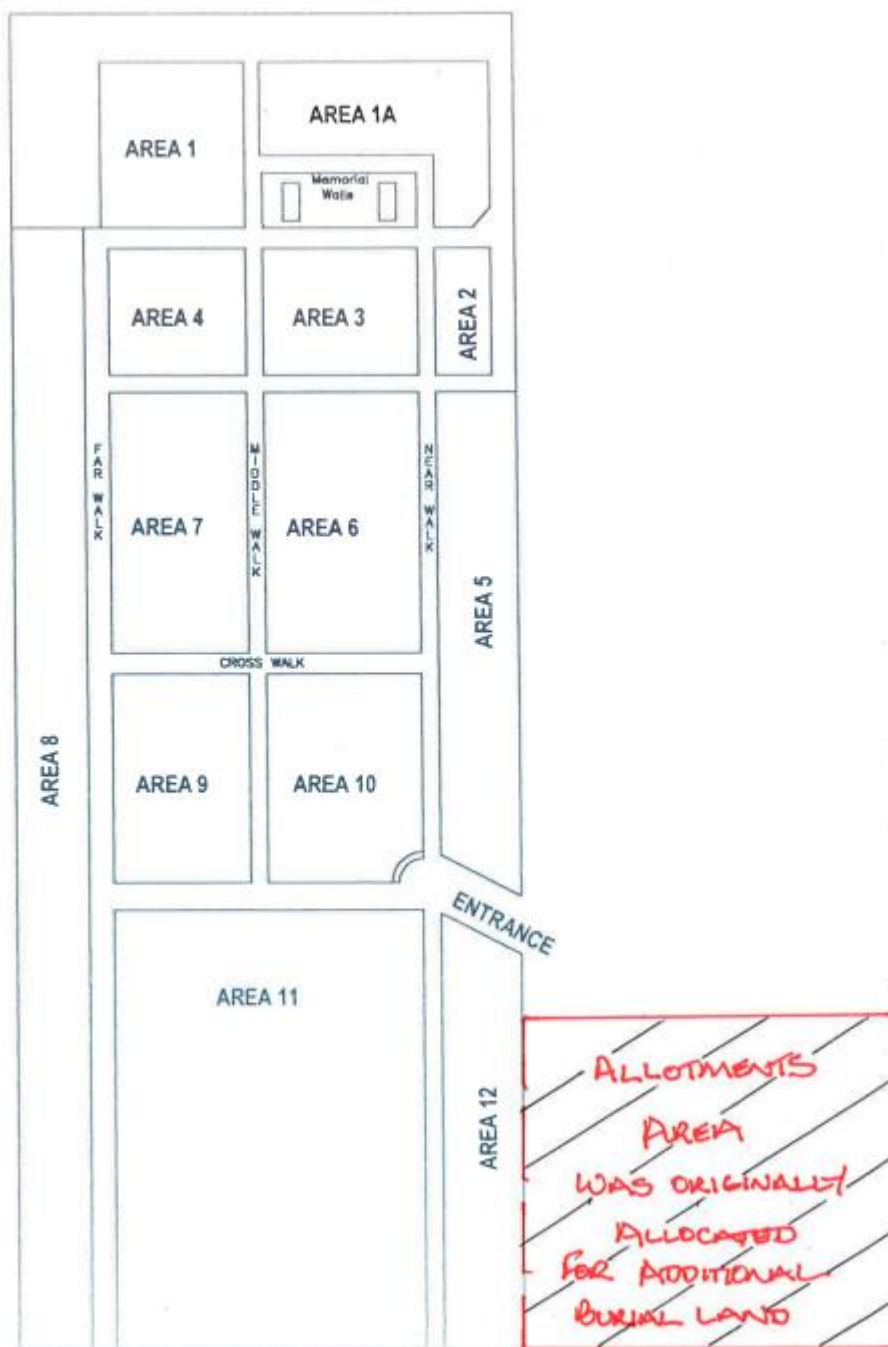 AREA 1
AREA 1A
Memorial
Walls
AREA 4
AREA 3
AREA 2
FAR WALK
MIDDLE WALK
NEAR WALK
AREA 7
AREA 6
AREA 5
CROSS WALK
AREA 8
AREA 9
AREA 10
ENTRANCE
AREA 11
AREA 12
ALLOTMENTS
AREA
WAS ORIGINALLY
ALLOCATED
FOR ADDITIONAL
BURIAL LAND